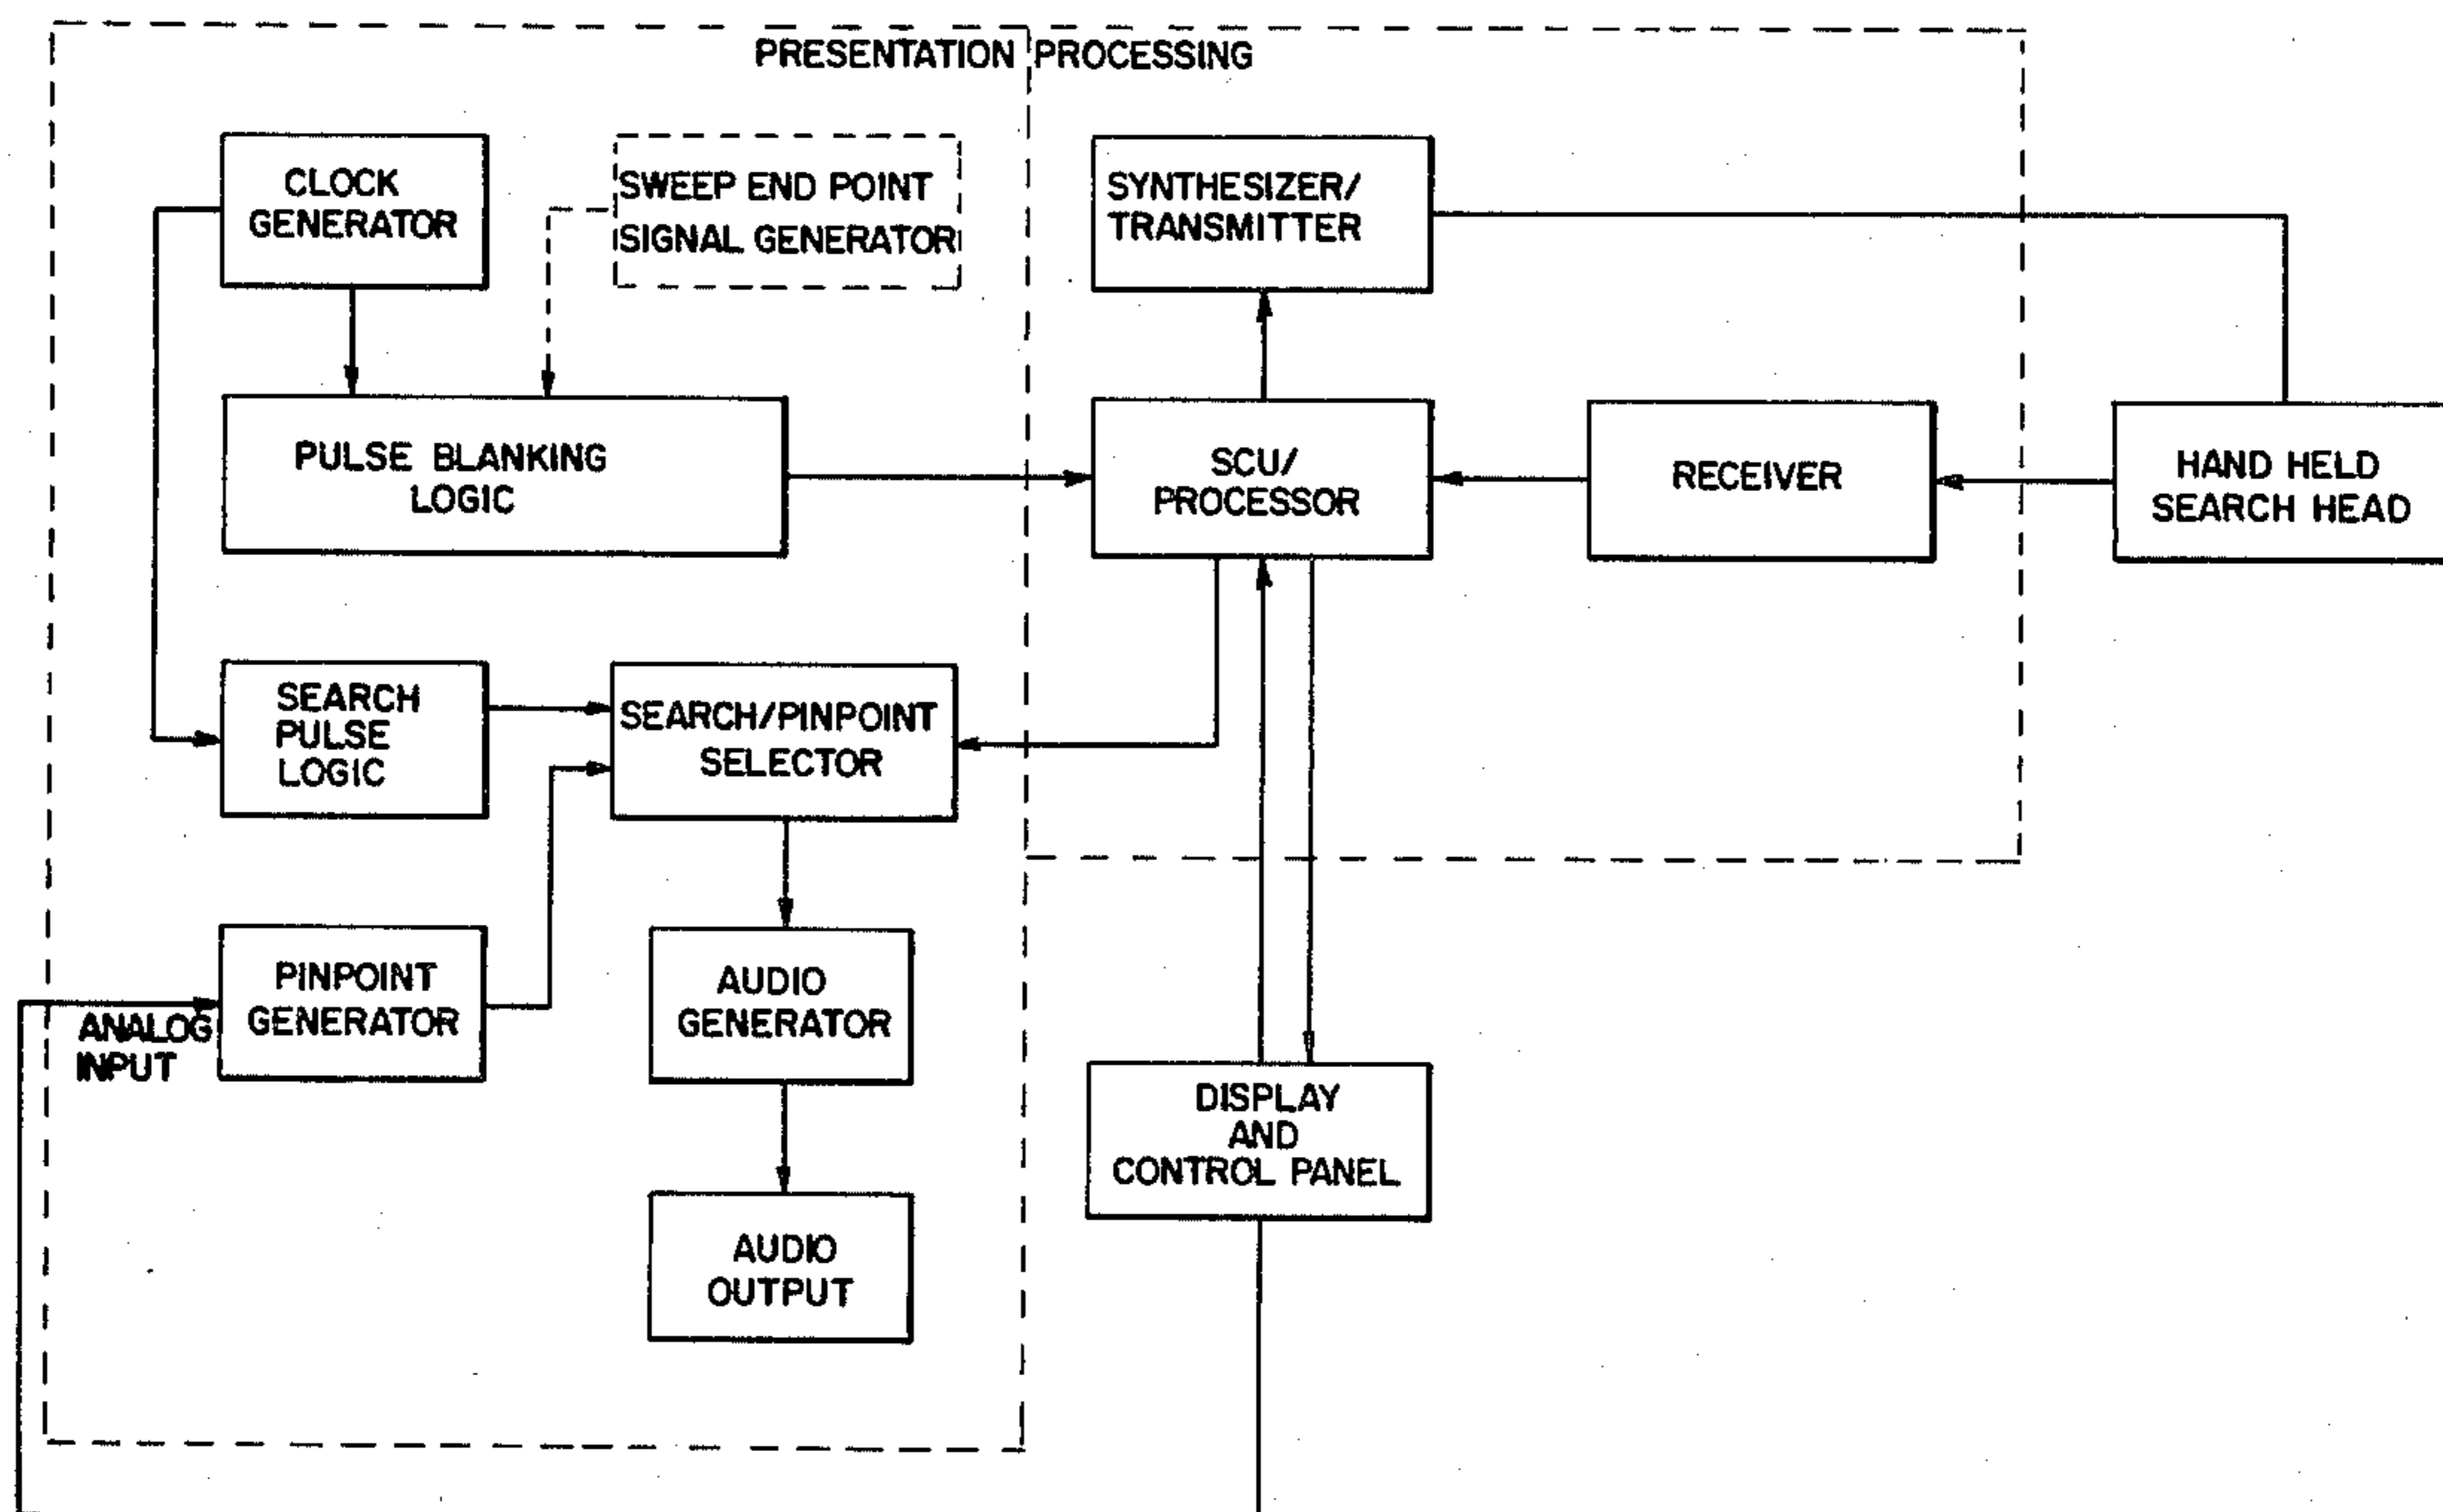 PRESENTATION PROCESSING
CLOCK
GENERATOR
SWEEP END POINT
SIGNAL GENERATOR
SYNTHESIZER/
TRANSMITTER
PULSE BLANKING
LOGIC
SCU/
PROCESSOR
RECEIVER
HAND HELD
SEARCH HEAD
SEARCH
PULSE
LOGIC
SEARCH/PINPOINT
SELECTOR
ANALOG
INPUT
PINPOINT
GENERATOR
AUDIO
GENERATOR
DISPLAY
AND
CONTROL PANEL
AUDIO
OUTPUT